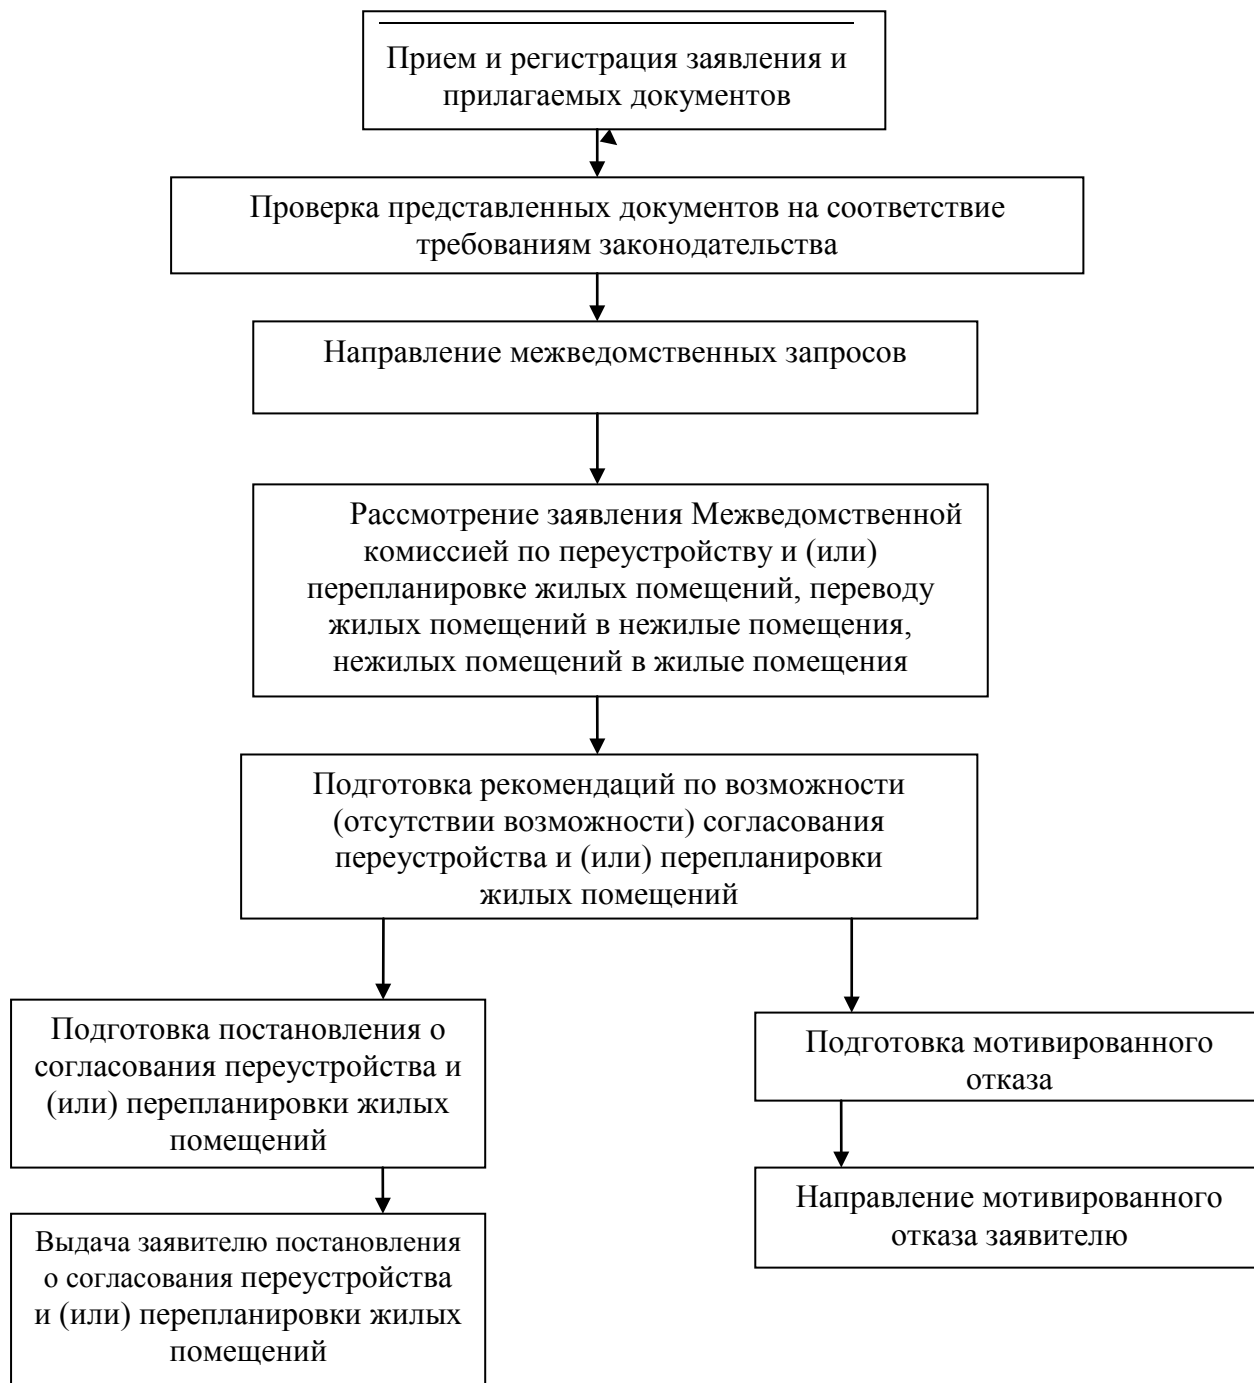 Прием и регистрация заявления и
прилагаемых документов
Проверка представленных документов на соответствие
требованиям законодательства
Направление межведомственных запросов
Рассмотрение заявления Межведомственной
комиссией по переустройству и (или)
перепланировке жилых помещений, переводу
жилых помещений в нежилые помещения,
нежилых помещений в жилые помещения
Подготовка рекомендаций по возможности
(отсутствии возможности) согласования
переустройства и (или) перепланировки
жилых помещений
Подготовка постановления о
согласования переустройства и
(или) перепланировки жилых
помещений
Подготовка мотивированного
отказа
Выдача заявителю постановления
о согласования переустройства
и (или) перепланировки жилых
помещений
Направление мотивированного
отказа заявителю